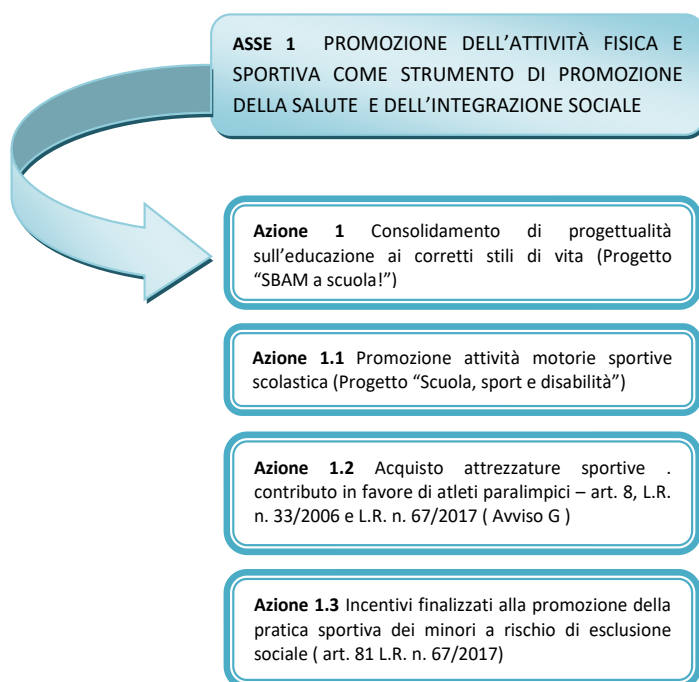 ASSE 1 PROMOZIONE DELL’ATTIVITÀ FISICA E
SPORTIVA COME STRUMENTO DI PROMOZIONE
DELLA SALUTE E DELL’INTEGRAZIONE SOCIALE
Azione 1 Consolidamento di progettualità
sull’educazione ai corretti stili di vita (Progetto
“SBAM a scuola!”)
Azione 1.1 Promozione attività motorie sportive
scolastica (Progetto “Scuola, sport e disabilità”)
Azione 1.2 Acquisto attrezzature sportive .
contributo in favore di atleti paralimpici – art. 8, L.R.
n. 33/2006 e L.R. n. 67/2017 ( Avviso G )
Azione 1.3 Incentivi finalizzati alla promozione della
pratica sportiva dei minori a rischio di esclusione
sociale ( art. 81 L.R. n. 67/2017)